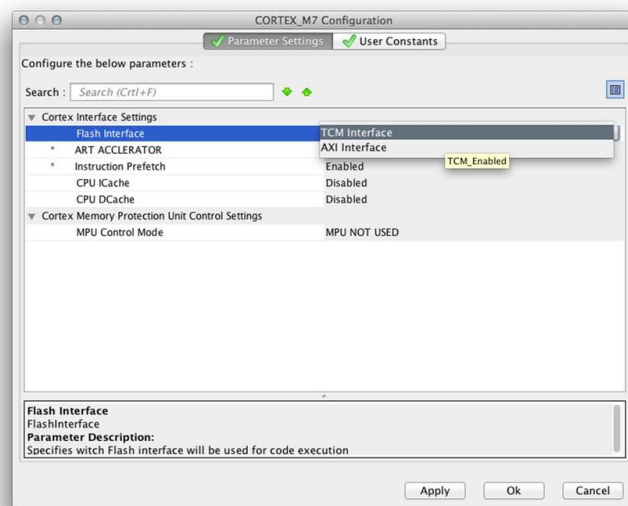 CORTEX_M7 Configuration
Parameter Settings
User Constants
Configure the below parameters :
Search : Search (Crtl+F)
Cortex Interface Settings
Flash Interface
TCM Interface
* ART ACCLERATOR
AXI Interface
TCM_Enabled
* Instruction Prefetch Enabled
CPU ICache Disabled
CPU DCache Disabled
Cortex Memory Protection Unit Control Settings
MPU Control Mode MPU NOT USED
Flash Interface
FlashInterface
Parameter Description:
Specifies witch Flash interface will be used for code execution
Apply Ok Cancel